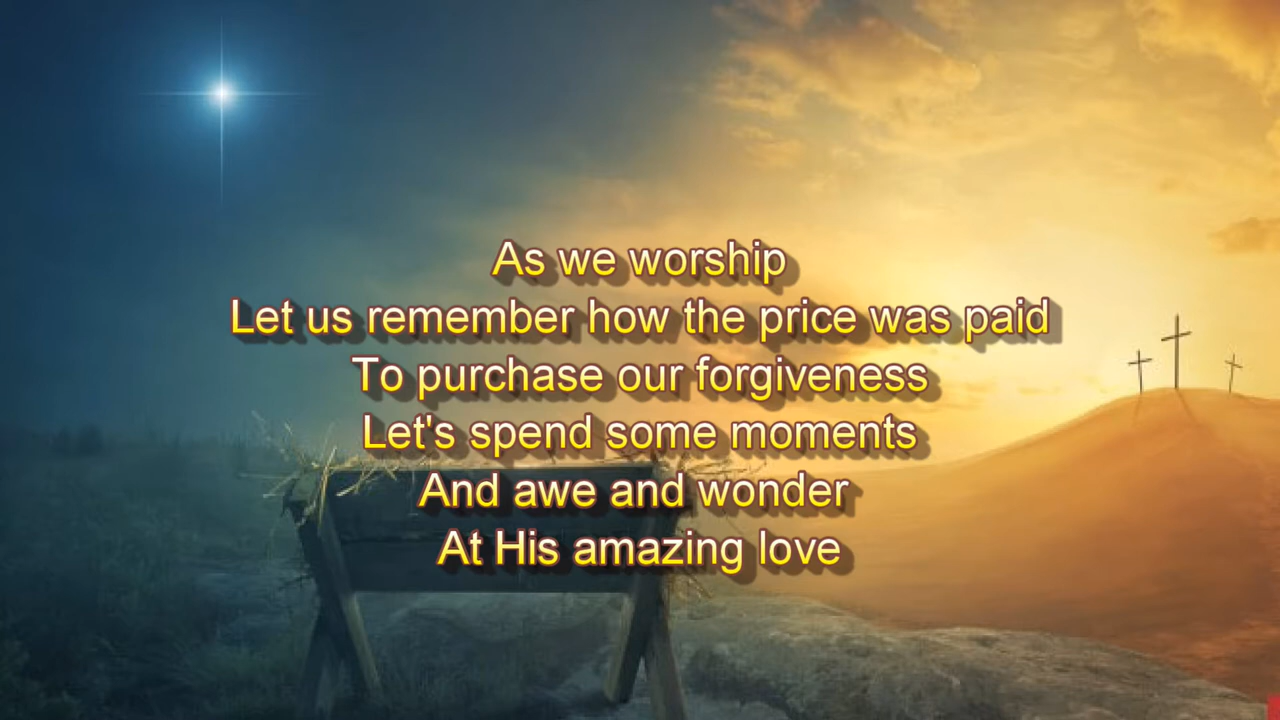 As we worship
Let us remember how the price was paid
To purchase our forgiveness
Let's spend some moments
And awe and wonder
At His amazing love